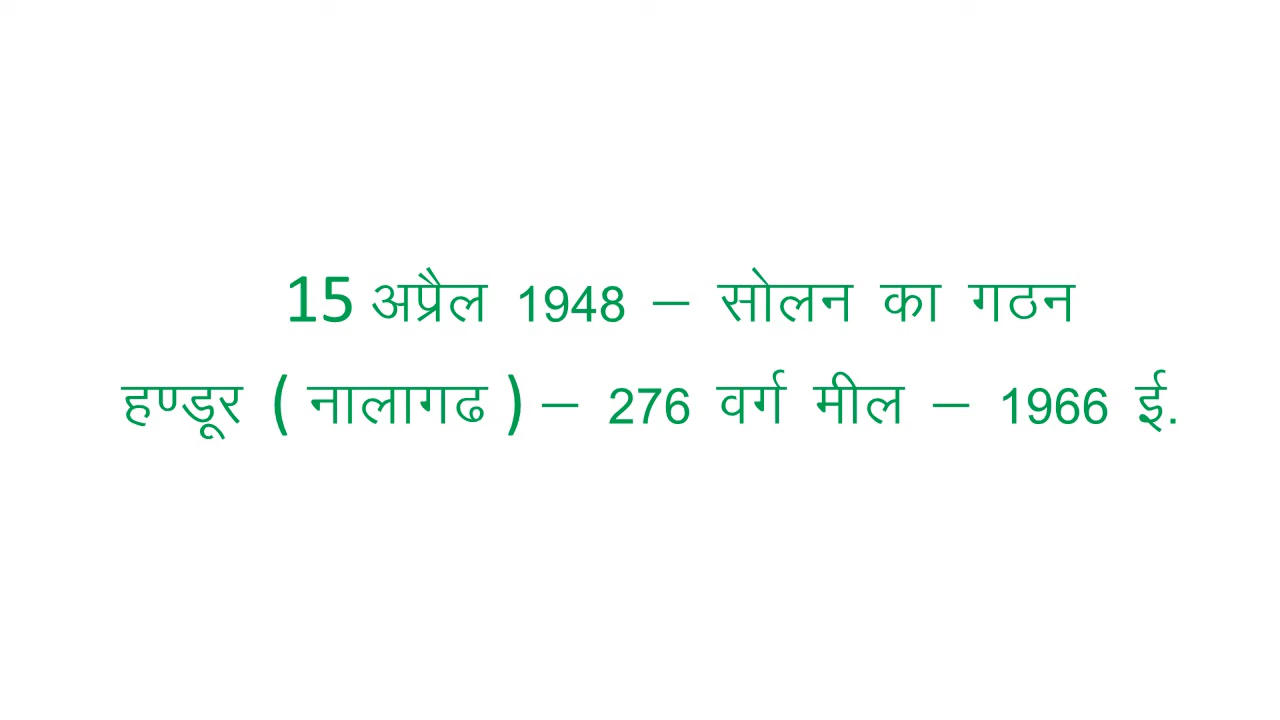 15 अप्रैल 1948 – सोलन का गठन
हण्डूर ( नालागढ ) – 276 वर्ग मील – 1966 ई.